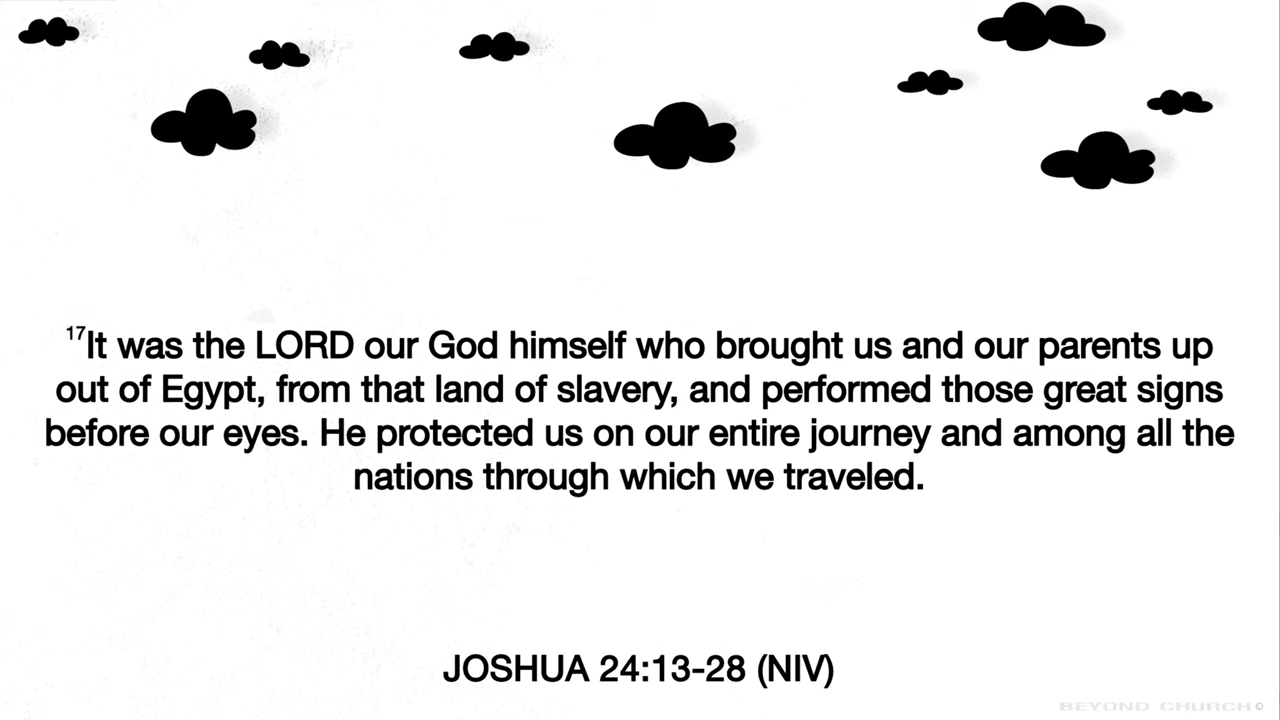 17It was the LORD our God himself who brought us and our parents up
out of Egypt, from that land of slavery, and performed those great signs
before our eyes. He protected us on our entire journey and among all the
nations through which we traveled.
JOSHUA 24:13-28 (NIV)
BEYOND CHURCH©